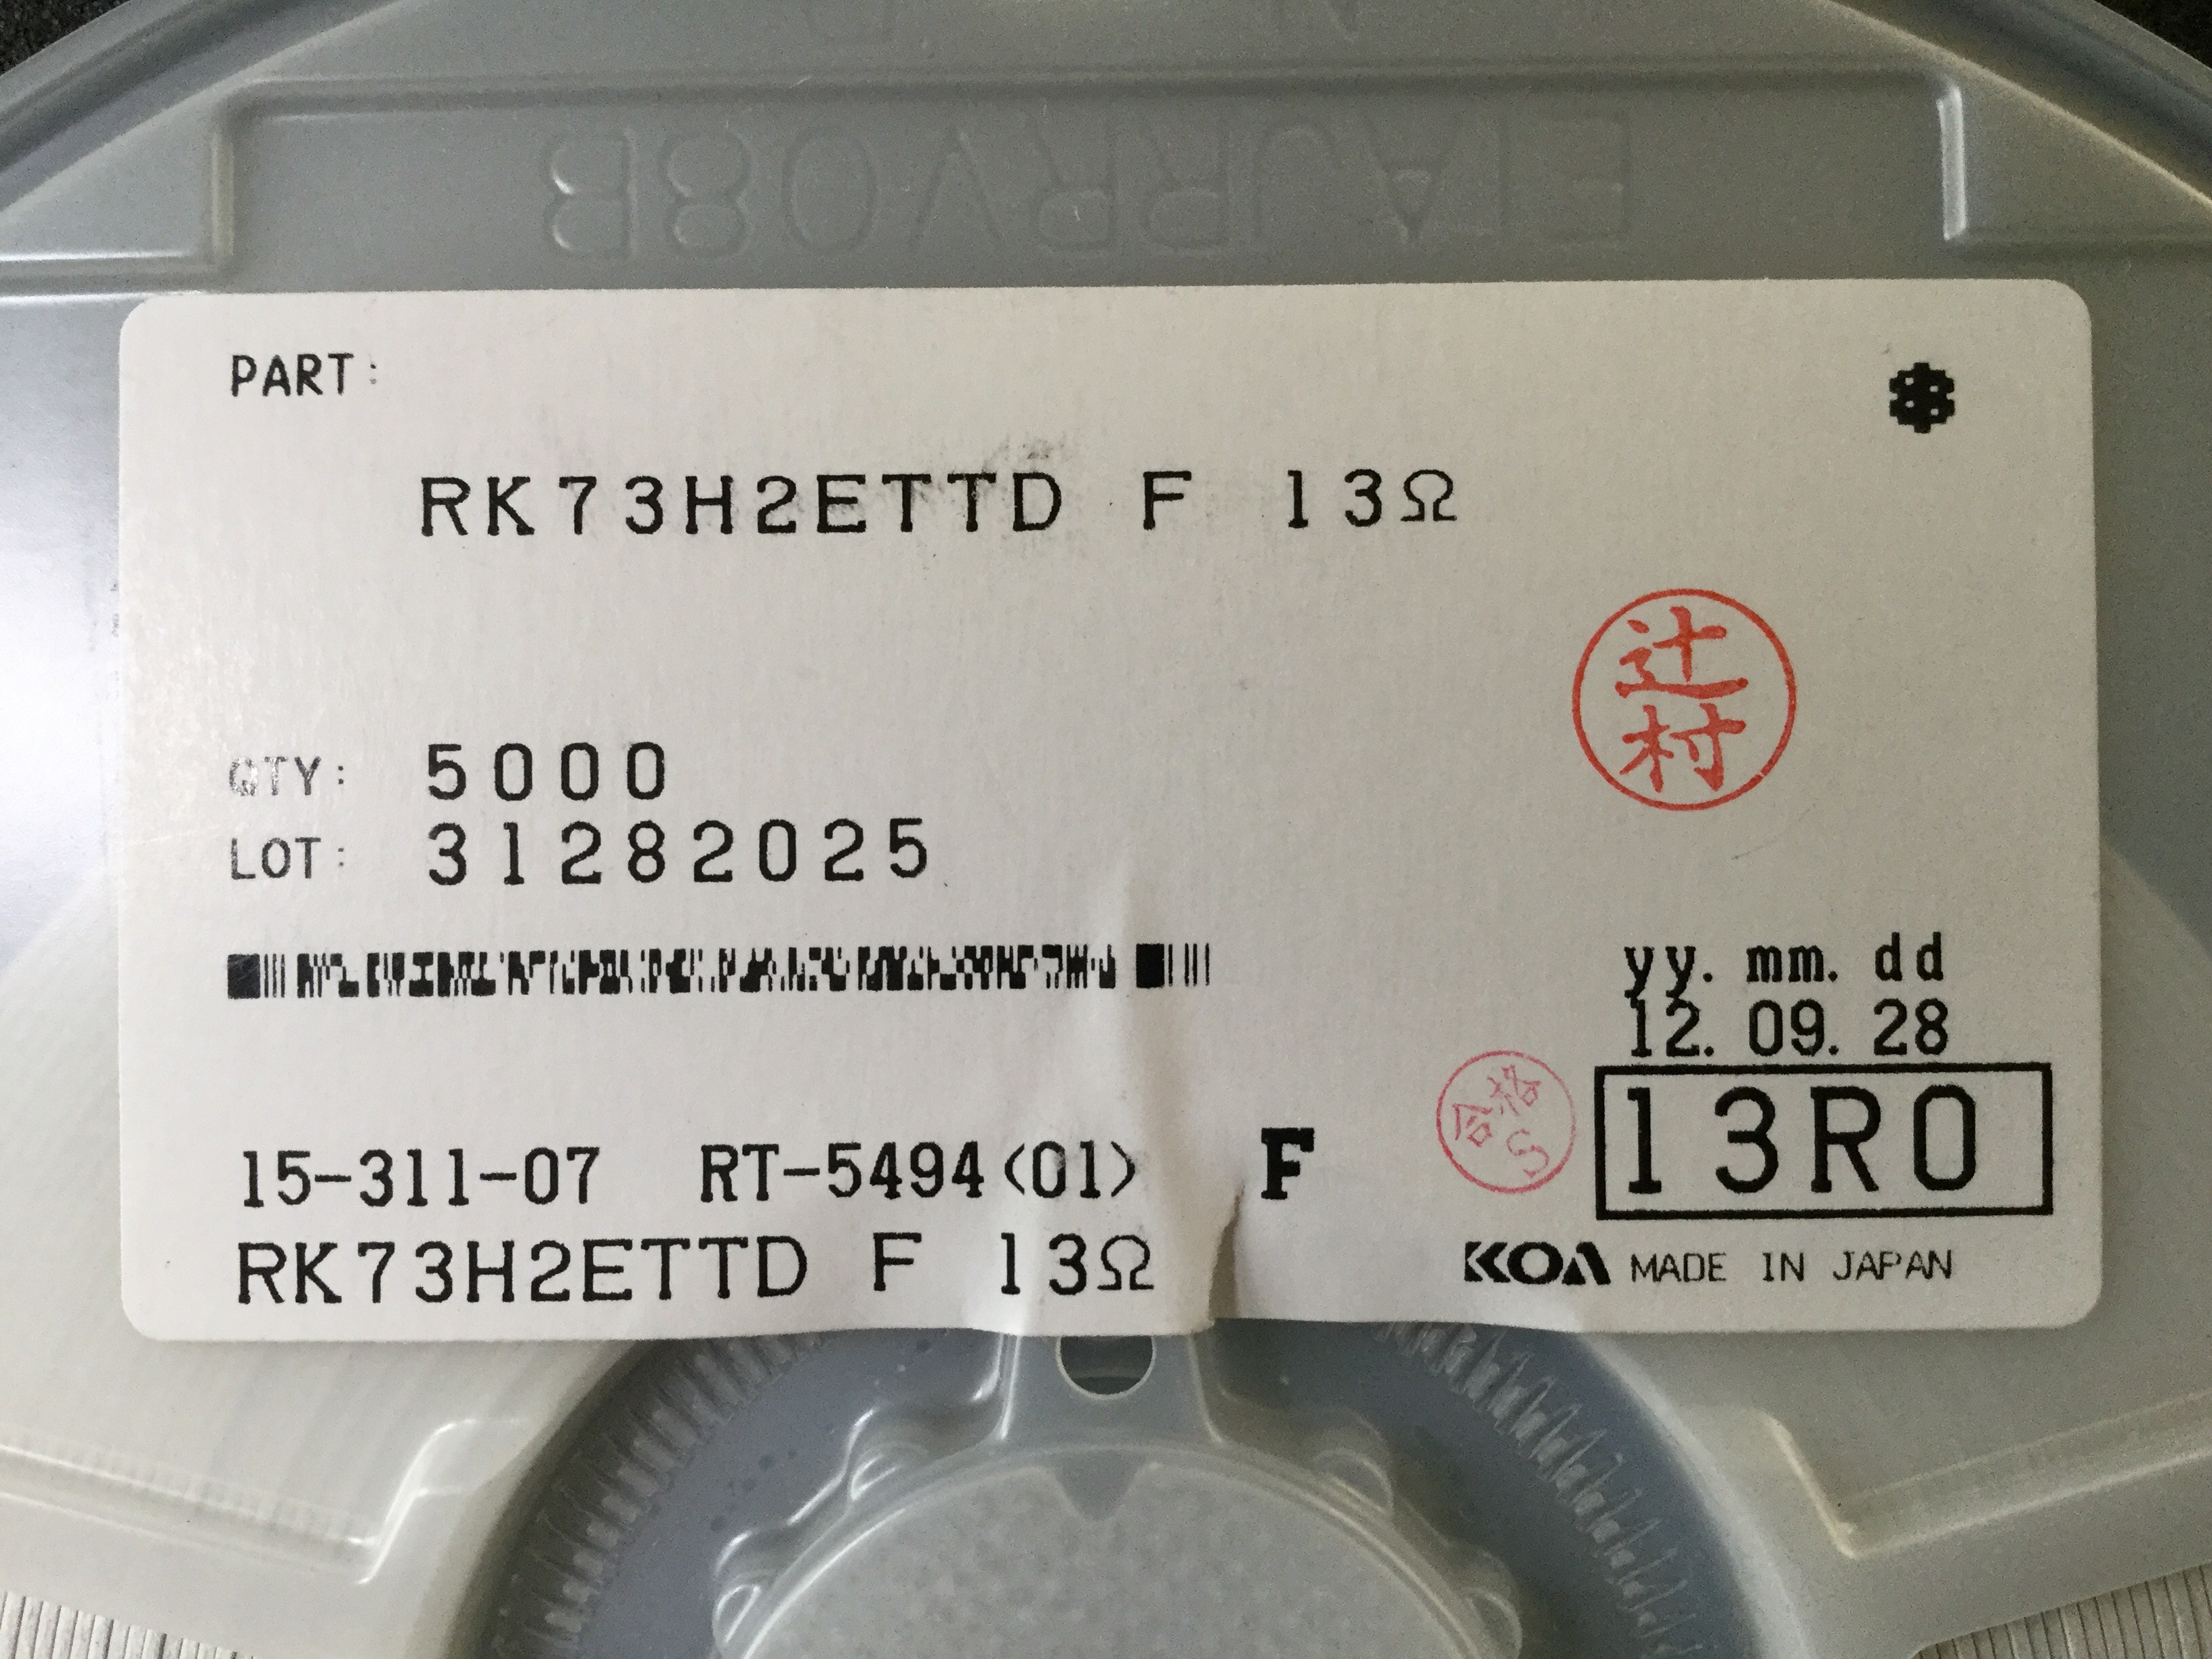 EIAJRRV08B
PART:
RK73H2ETTD F 13Ω
辻村
QTY: 5000
LOT: 31282025
yy. mm. dd
12. 09. 28
合格
S
13R0
15-311-07 RT-5494(01) F
RK73H2ETTD F 13Ω
KOA MADE IN JAPAN